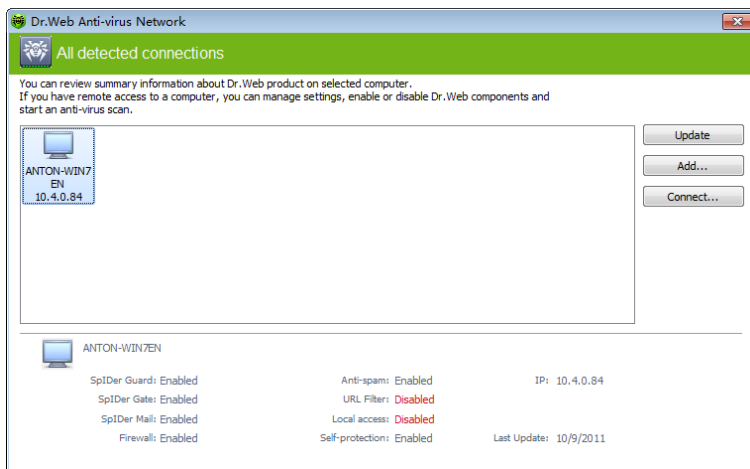 Dr.Web Anti-virus Network
All detected connections
You can review summary information about Dr.Web product on selected computer.
If you have remote access to a computer, you can manage settings, enable or disable Dr.Web components and
start an anti-virus scan.
ANTON-WIN7
EN
10.4.0.84
Update
Add...
Connect...
ANTON-WIN7EN
SpIDer Guard: Enabled Anti-spam: Enabled IP: 10.4.0.84
SpIDer Gate: Enabled URL Filter: Disabled
SpIDer Mail: Enabled Local access: Disabled
Firewall: Enabled Self-protection: Enabled Last Update: 10/9/2011